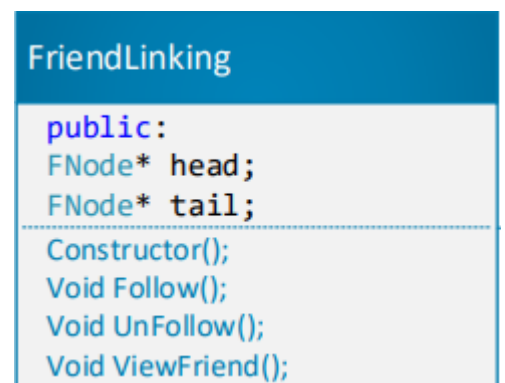 FriendLinking
public:
FNode* head;
FNode* tail;
Constructor();
Void Follow();
Void UnFollow();
Void ViewFriend();